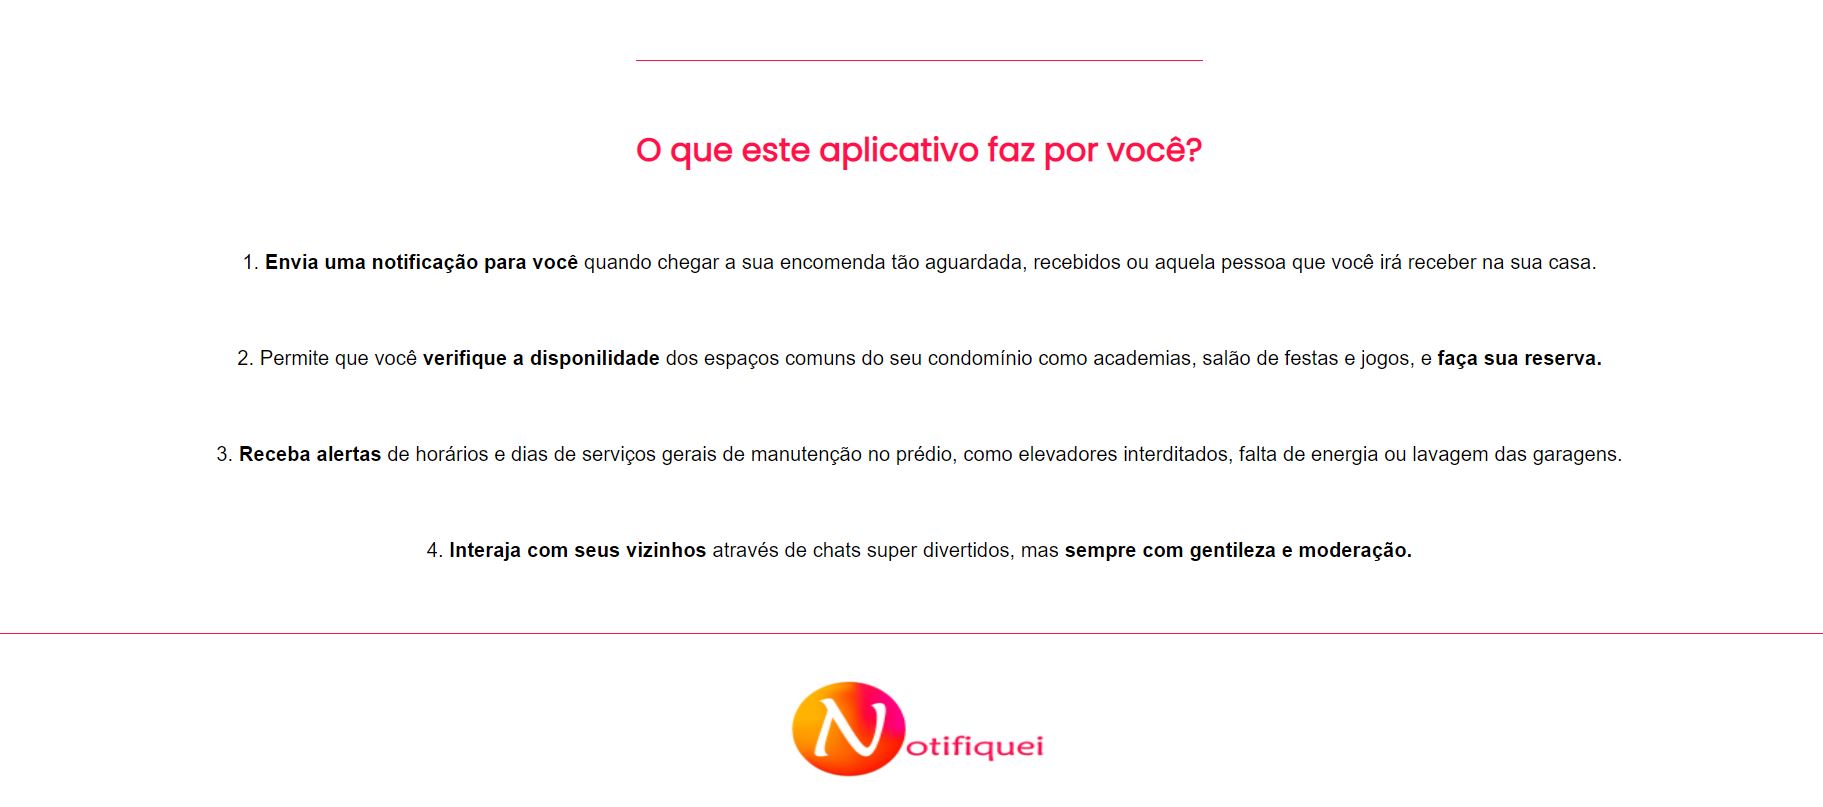 O que este aplicativo faz por você?
1. Envia uma notificação para você quando chegar a sua encomenda tão aguardada, recebidos ou aquela pessoa que você irá receber na sua casa.
2. Permite que você verifique a disponilidade dos espaços comuns do seu condomínio como academias, salão de festas e jogos, e faça sua reserva.
3. Receba alertas de horários e dias de serviços gerais de manutenção no prédio, como elevadores interditados, falta de energia ou lavagem das garagens.
4. Interaja com seus vizinhos através de chats super divertidos, mas sempre com gentileza e moderação.
Notifiquei